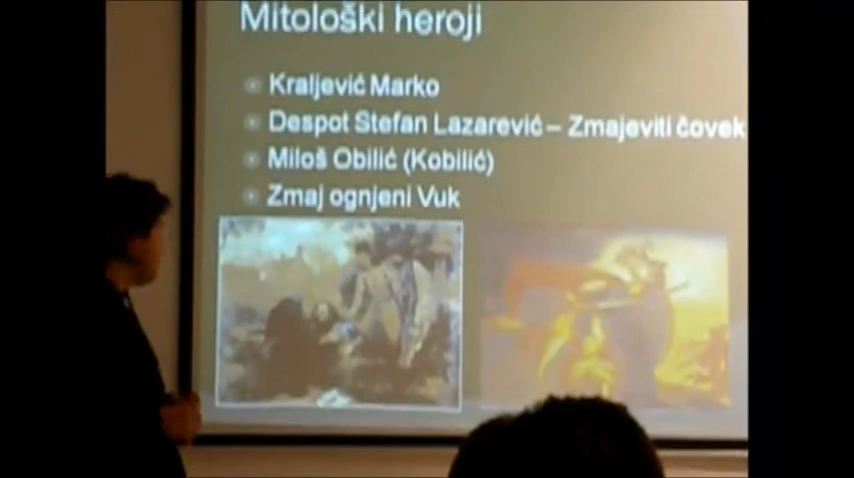 Mitološki heroji
Kraljević Marko
Despot Stefan Lazarević – Zmajeviti čovek
Miloš Obilić (Kobilić)
Zmaj ognjeni Vuk